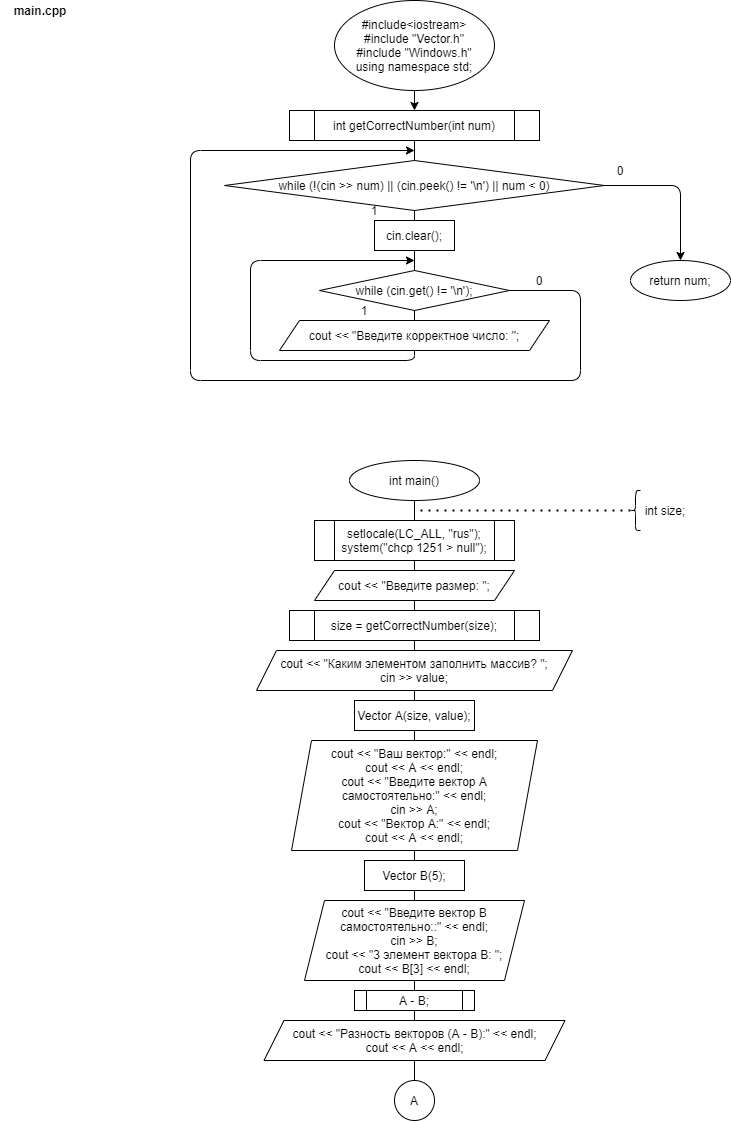 main.cpp
#include<iostream>
#include "Vector.h"
#include "Windows.h"
using namespace std;
int getCorrectNumber(int num)
while (!(cin >> num) || (cin.peek() != '\n') || num < 0)
0
1
cin.clear();
return num;
while (cin.get() != '\n');
0
1
cout << "Введите корректное число: ";
int main()
int size;
setlocale(LC_ALL, "rus");
system("chcp 1251 > null");
cout << "Введите размер: ";
size = getCorrectNumber(size);
cout << "Каким элементом заполнить массив? ";
cin >> value;
Vector A(size, value);
cout << "Ваш вектор:" << endl;
cout << A << endl;
cout << "Введите вектор А
самостоятельно:" << endl;
cin >> A;
cout << "Вектор А:" << endl;
cout << A << endl;
Vector B(5);
cout << "Введите вектор В
самостоятельно::" << endl;
cin >> B;
cout << "3 элемент вектора В: ";
cout << B[3] << endl;
A - B;
cout << "Разность векторов (A - B):" << endl;
cout << A << endl;
A